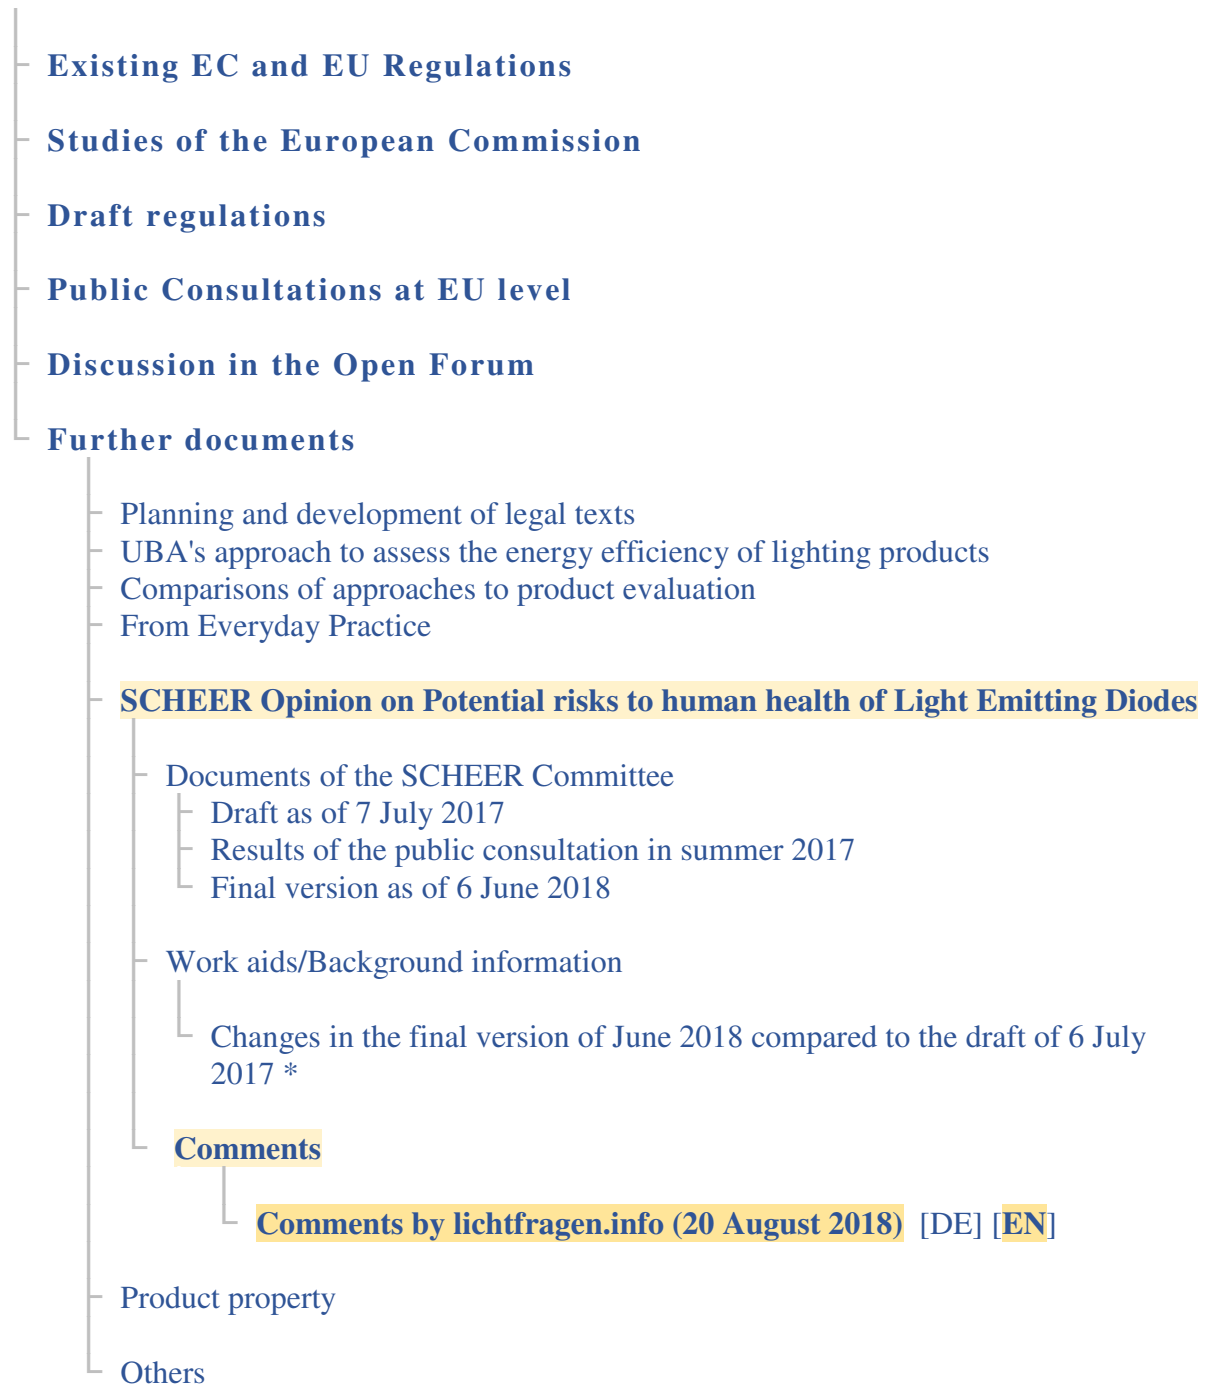 Existing EC and EU Regulations
Studies of the European Commission
Draft regulations
Public Consultations at EU level
Discussion in the Open Forum
Further documents
Planning and development of legal texts
UBA's approach to assess the energy efficiency of lighting products
Comparisons of approaches to product evaluation
From Everyday Practice
SCHEER Opinion on Potential risks to human health of Light Emitting Diodes
Documents of the SCHEER Committee
Draft as of 7 July 2017
Results of the public consultation in summer 2017
Final version as of 6 June 2018
Work aids/Background information
Changes in the final version of June 2018 compared to the draft of 6 July
2017 *
Comments
Comments by lichtfragen.info (20 August 2018) [DE] [EN]
Product property
Others